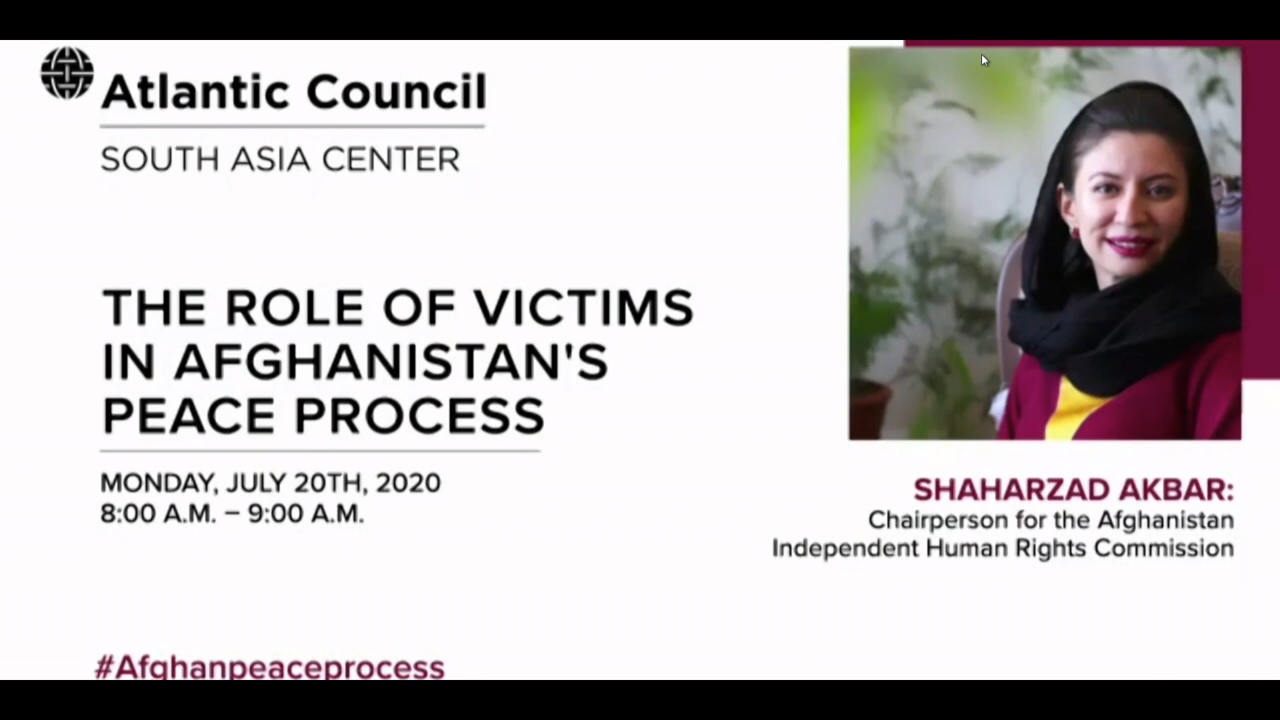 Atlantic Council
SOUTH ASIA CENTER
THE ROLE OF VICTIMS
IN AFGHANISTAN'S
PEACE PROCESS
MONDAY, JULY 20TH, 2020
8:00 A.M. – 9:00 A.M.
SHAHARZAD AKBAR:
Chairperson for the Afghanistan
Independent Human Rights Commission
#Afghanpeaceprocess